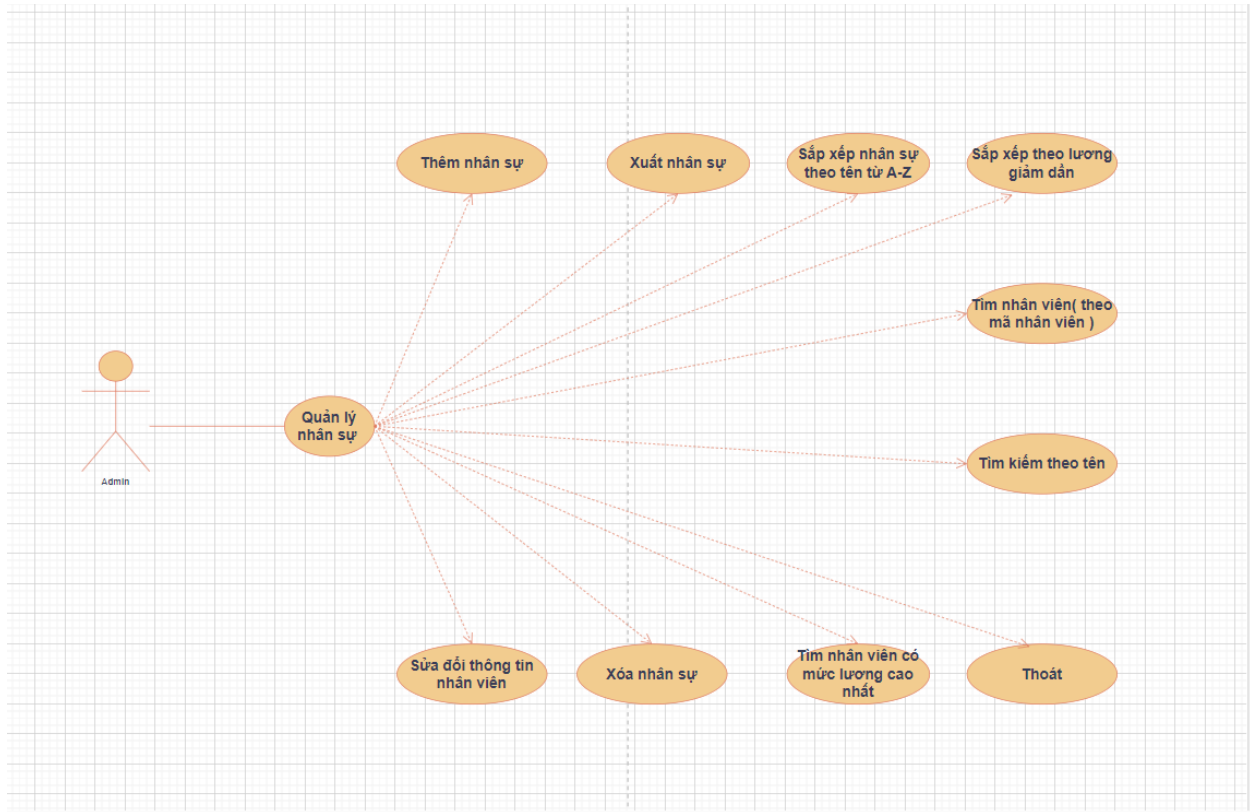 Thêm nhân sự
Xuất nhân sự
Sắp xếp nhân sự
theo tên từ A-Z
Sắp xếp theo lương
giảm dần
Tìm nhân viên( theo
mã nhân viên )
Quản lý
nhân sự
Tìm kiếm theo tên
Admin
Sửa đổi thông tin
nhân viên
Xóa nhân sự
Tìm nhân viên có
mức lương cao
nhất
Thoát